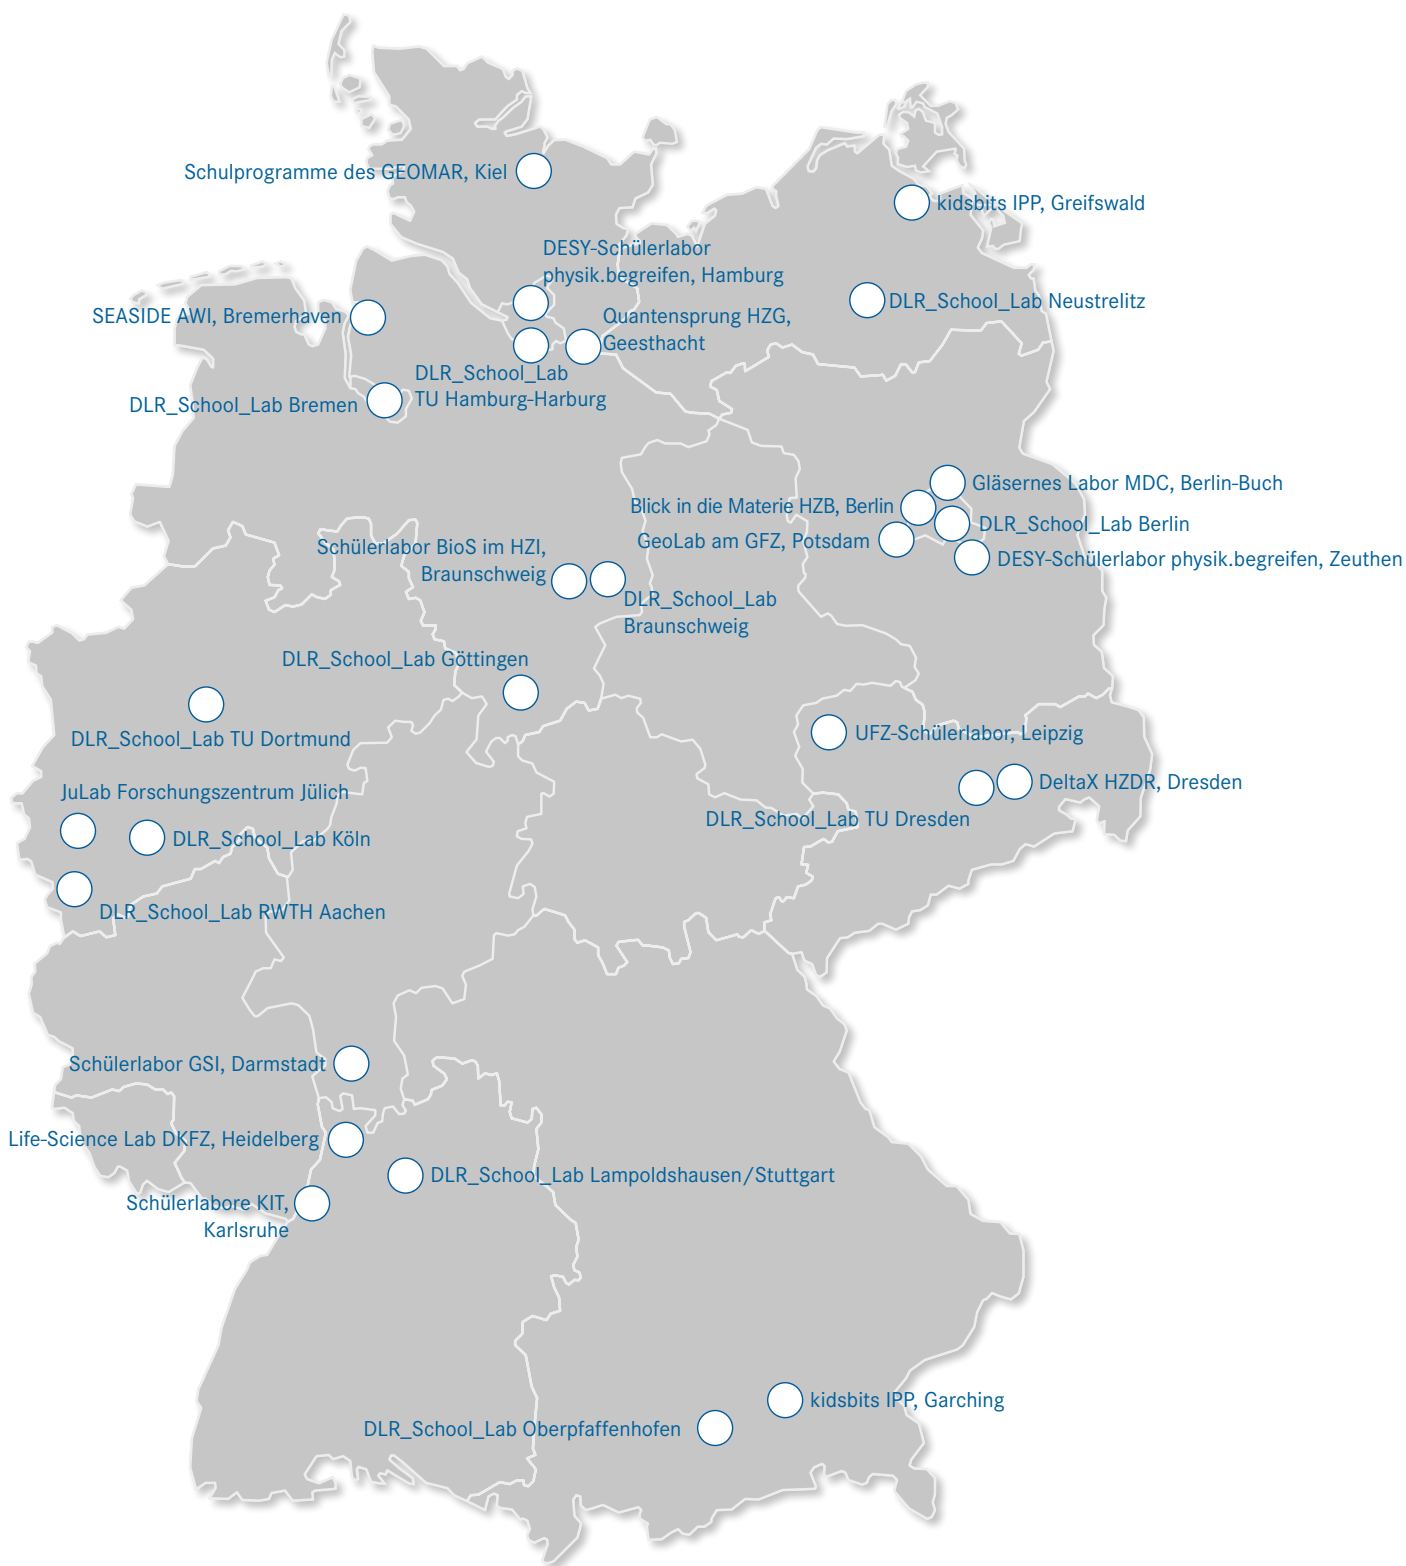 Schulprogramme des GEOMAR, Kiel
kidsbits IPP, Greifswald
DESY-Schülerlabor
physik.begreifen, Hamburg
DLR_School_Lab Neustrelitz
SEASIDE AWI, Bremerhaven
Quantensprung HZG,
Geesthacht
DLR_School_Lab
TU Hamburg-Harburg
DLR_School_Lab Bremen
Gläsernes Labor MDC, Berlin-Buch
Blick in die Materie HZB, Berlin
DLR_School_Lab Berlin
GeoLab am GFZ, Potsdam
DESY-Schülerlabor physik.begreifen, Zeuthen
Schülerlabor BioS im HZI,
Braunschweig
DLR_School_Lab
Braunschweig
DLR_School_Lab Göttingen
DLR_School_Lab TU Dortmund
UFZ-Schülerlabor, Leipzig
DeltaX HZDR, Dresden
JuLab Forschungszentrum Jülich
DLR_School_Lab TU Dresden
DLR_School_Lab Köln
DLR_School_Lab RWTH Aachen
Schülerlabor GSI, Darmstadt
Life-Science Lab DKFZ, Heidelberg
DLR_School_Lab Lampoldshausen/Stuttgart
Schülerlabore KIT,
Karlsruhe
kidsbits IPP, Garching
DLR_School_Lab Oberpfaffenhofen